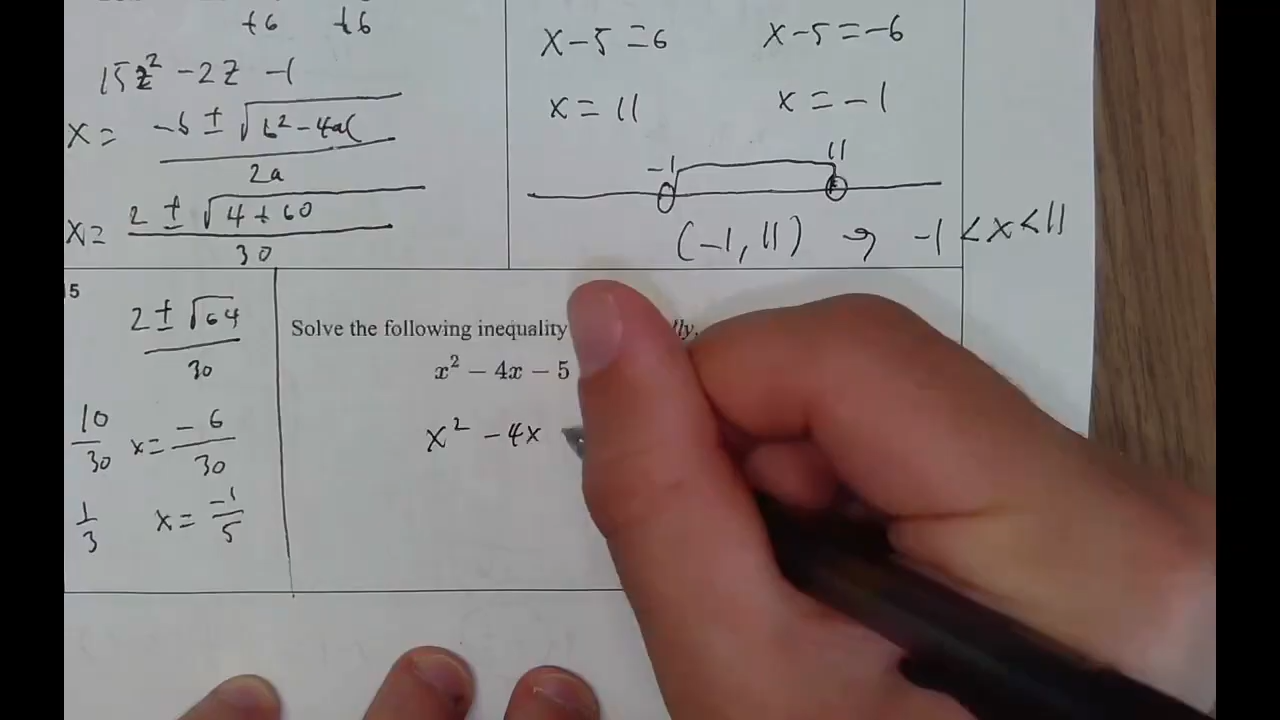 +6 +6
15z² - 2z - 1
x = -b ± √b² - 4ac
2a
x = 2 ± √4 + 60
30
x - 5 = 6 x - 5 = -6
x = 11 x = -1
-1 11
(-1, 11) → -1 < x < 11
5
2 ± √64
30
10/30 x = -6/30
1/3 x = -1/5
Solve the following inequality
x² - 4x - 5
x² - 4x